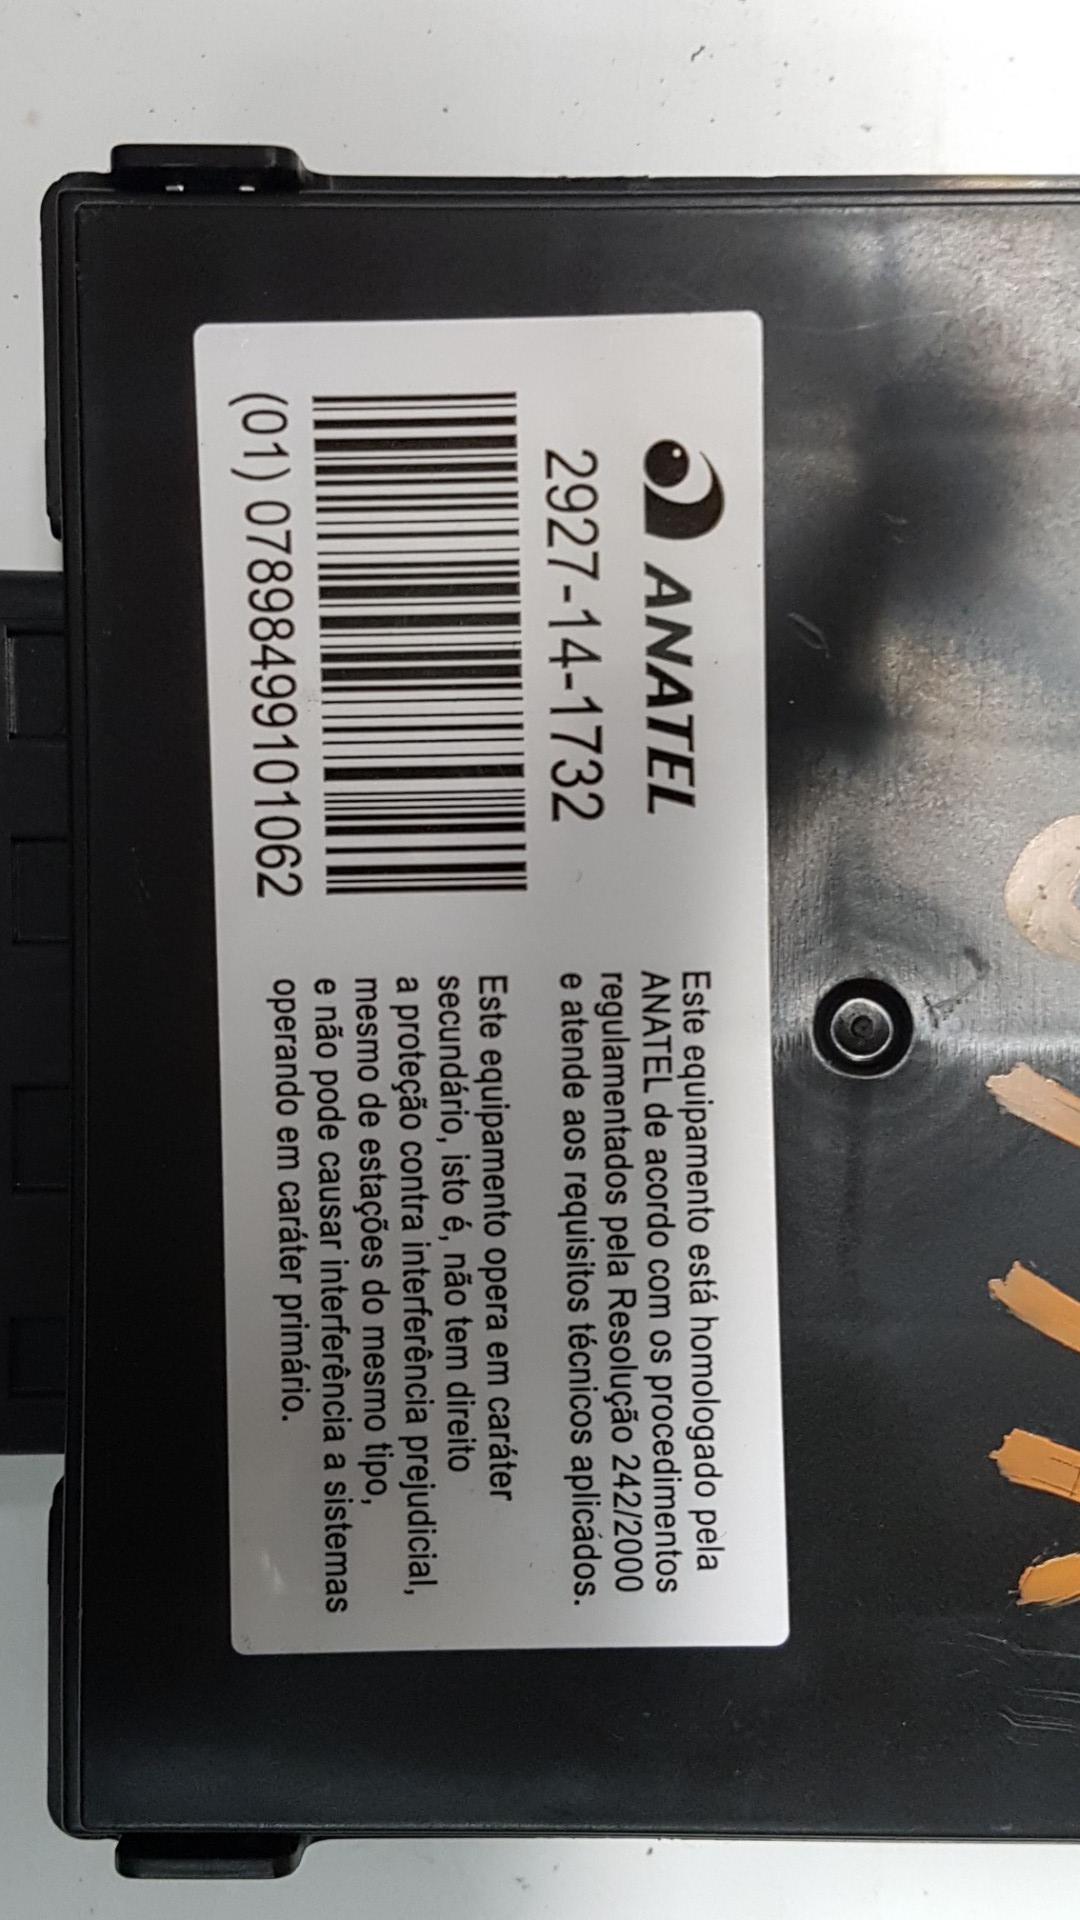 ANATEL
2927-14-1732
(01) 07898499101062
Este equipamento está homologado pela
ANATEL de acordo com os procedimentos
regulamentados pela Resolução 242/2000
e atende aos requisitos técnicos aplicádos.
Este equipamento opera em caráter
secundário, isto é, não tem direito
a proteção contra interferência prejudicial,
mesmo de estações do mesmo tipo,
e não pode causar interferência a sistemas
operando em caráter primário.